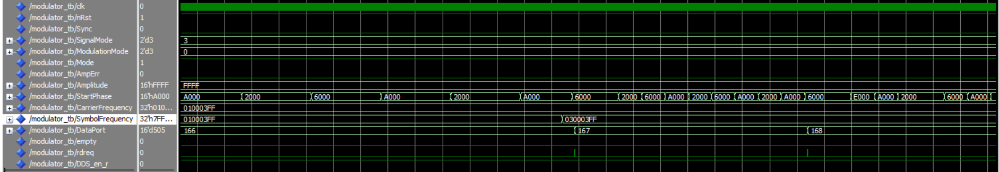 /modulator_tb/clk 0
/modulator_tb/nRst 1
/modulator_tb/Sync 0
/modulator_tb/SignalMode 2'd3 3
/modulator_tb/ModulationMode 2'd3 0
/modulator_tb/Mode 1
/modulator_tb/AmpErr 0
/modulator_tb/Amplitude 16'hFFFF FFFF
/modulator_tb/StartPhase 16'hA000 A000 2000 6000 A000 2000 A000 6000 2000 6000 A000 2000 6000 A000 2000 A000 6000 E000 A000 2000 6000 A000
/modulator_tb/CarrierFrequency 32'h010... 010003FF
/modulator_tb/SymbolFrequency 32'h7FF... 010003FF 030003FF
/modulator_tb/DataPort 16'd505 166 167 168
/modulator_tb/empty 0
/modulator_tb/rdreq 0
/modulator_tb/DDS_en_r 0